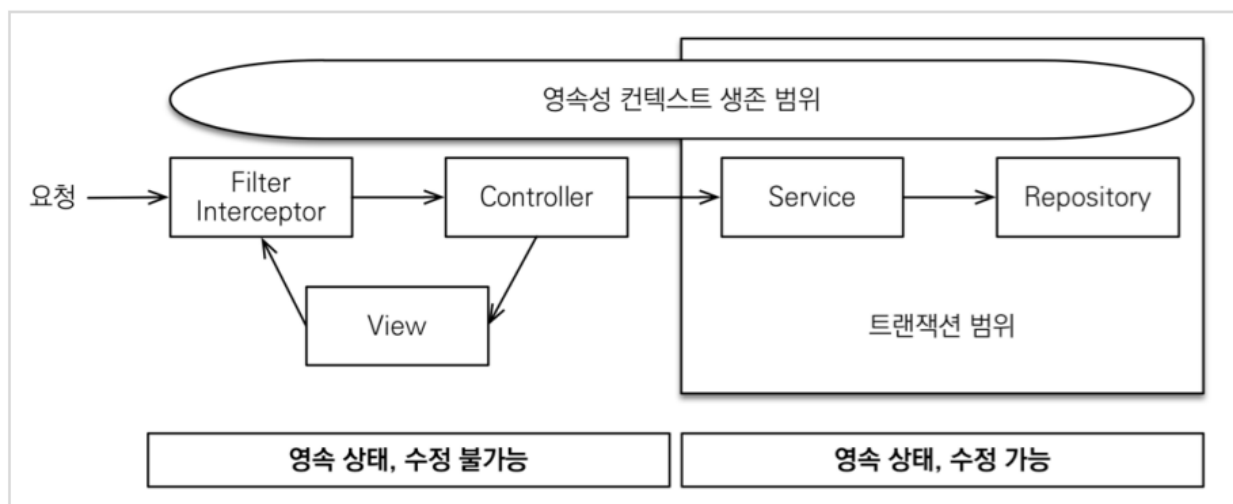 영속성 컨텍스트 생존 범위
요청
Filter
Interceptor
Controller
Service
Repository
View
트랜잭션 범위
영속 상태, 수정 불가능
영속 상태, 수정 가능